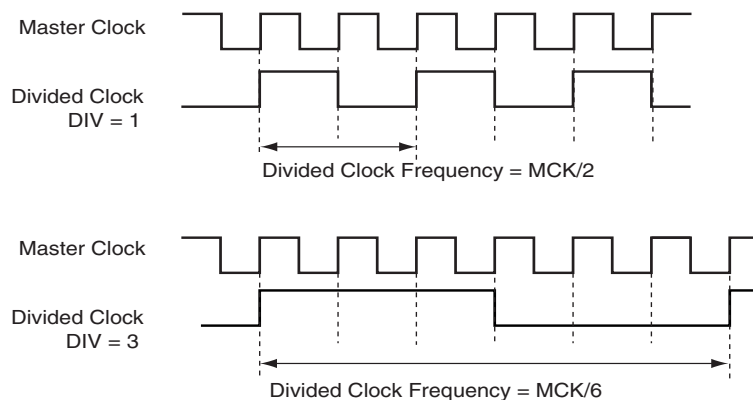 Master Clock
Divided Clock
DIV = 1
Divided Clock Frequency = MCK/2
Master Clock
Divided Clock
DIV = 3
Divided Clock Frequency = MCK/6